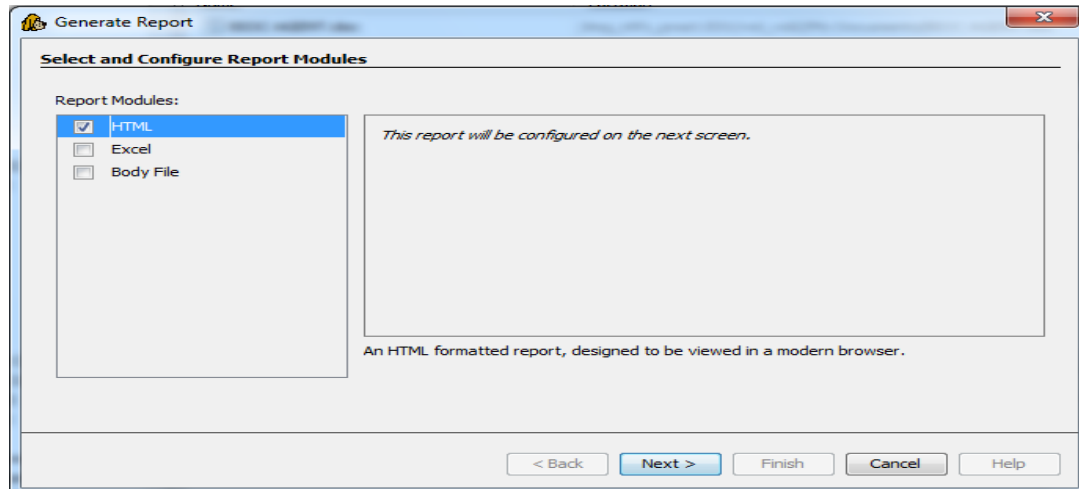 Generate Report
Select and Configure Report Modules
Report Modules:
HTML
Excel
Body File
This report will be configured on the next screen.
An HTML formatted report, designed to be viewed in a modern browser.
< Back Next > Finish Cancel Help